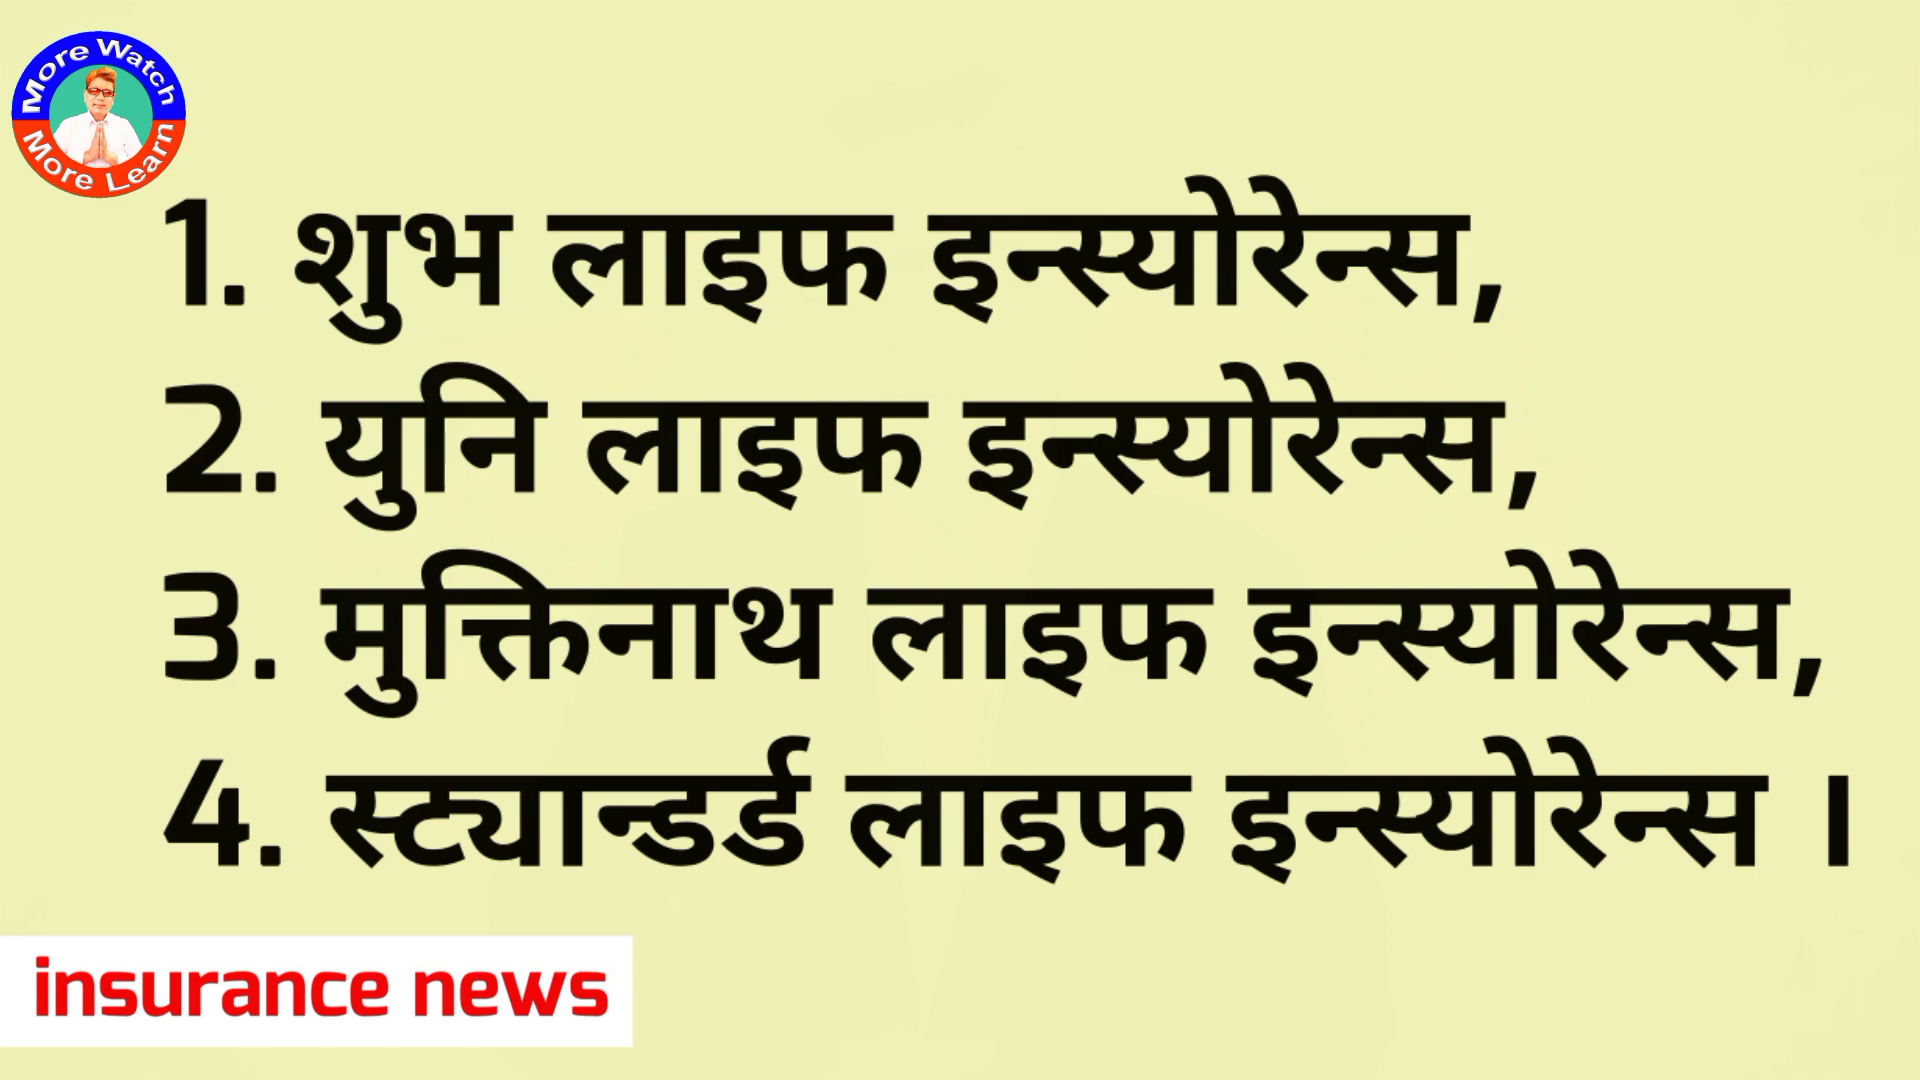 More Watch
More Learn
1. शुभ लाइफ इन्स्योरेन्स,
2. युनि लाइफ इन्स्योरेन्स,
3. मुक्तिनाथ लाइफ इन्स्योरेन्स,
4. स्ट्यान्डर्ड लाइफ इन्स्योरेन्स ।
insurance news